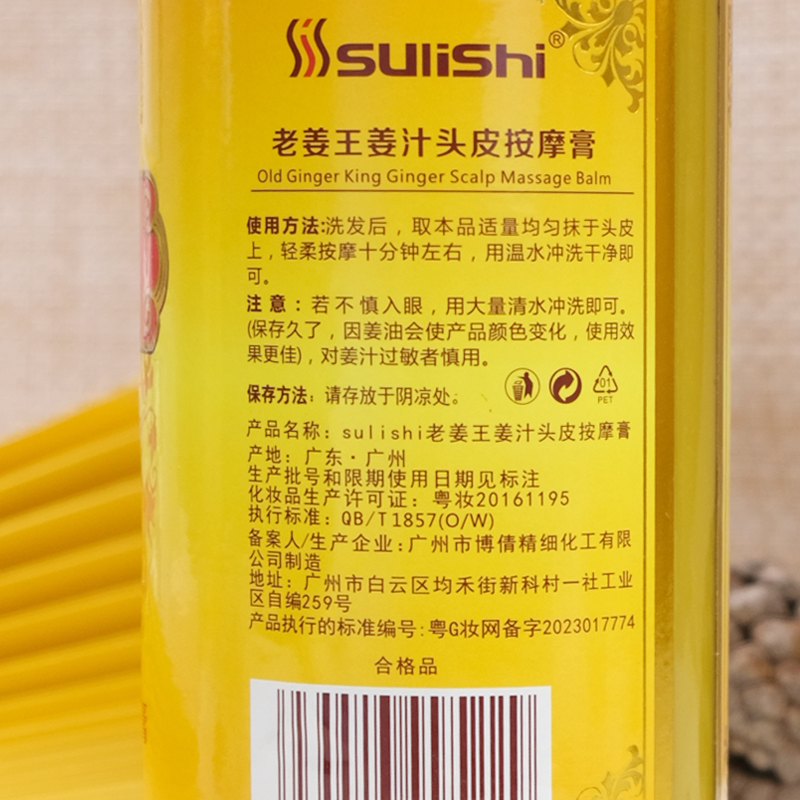 sulishi®
老姜王姜汁头皮按摩膏
Old Ginger King Ginger Scalp Massage Balm
使用方法:洗发后，取本品适量均匀抹于头皮
上，轻柔按摩十分钟左右，用温水冲洗干净即
可。
注意：若不慎入眼，用大量清水冲洗即可。
(保存久了，因姜油会使产品颜色变化，使用效
果更佳)，对姜汁过敏者慎用。
保存方法：请存放于阴凉处。
01
PET
产品名称：sulishi老姜王姜汁头皮按摩膏
产地：广东·广州
生产批号和限期使用日期见标注
化妆品生产许可证：粤妆20161195
执行标准：QB/T1857(O/W)
备案人/生产企业:广州市博倩精细化工有限
公司制造
地址：广州市白云区均禾街新科村一社工业
区自编259号
产品执行的标准编号:粤G妆网备字2023017774
合格品